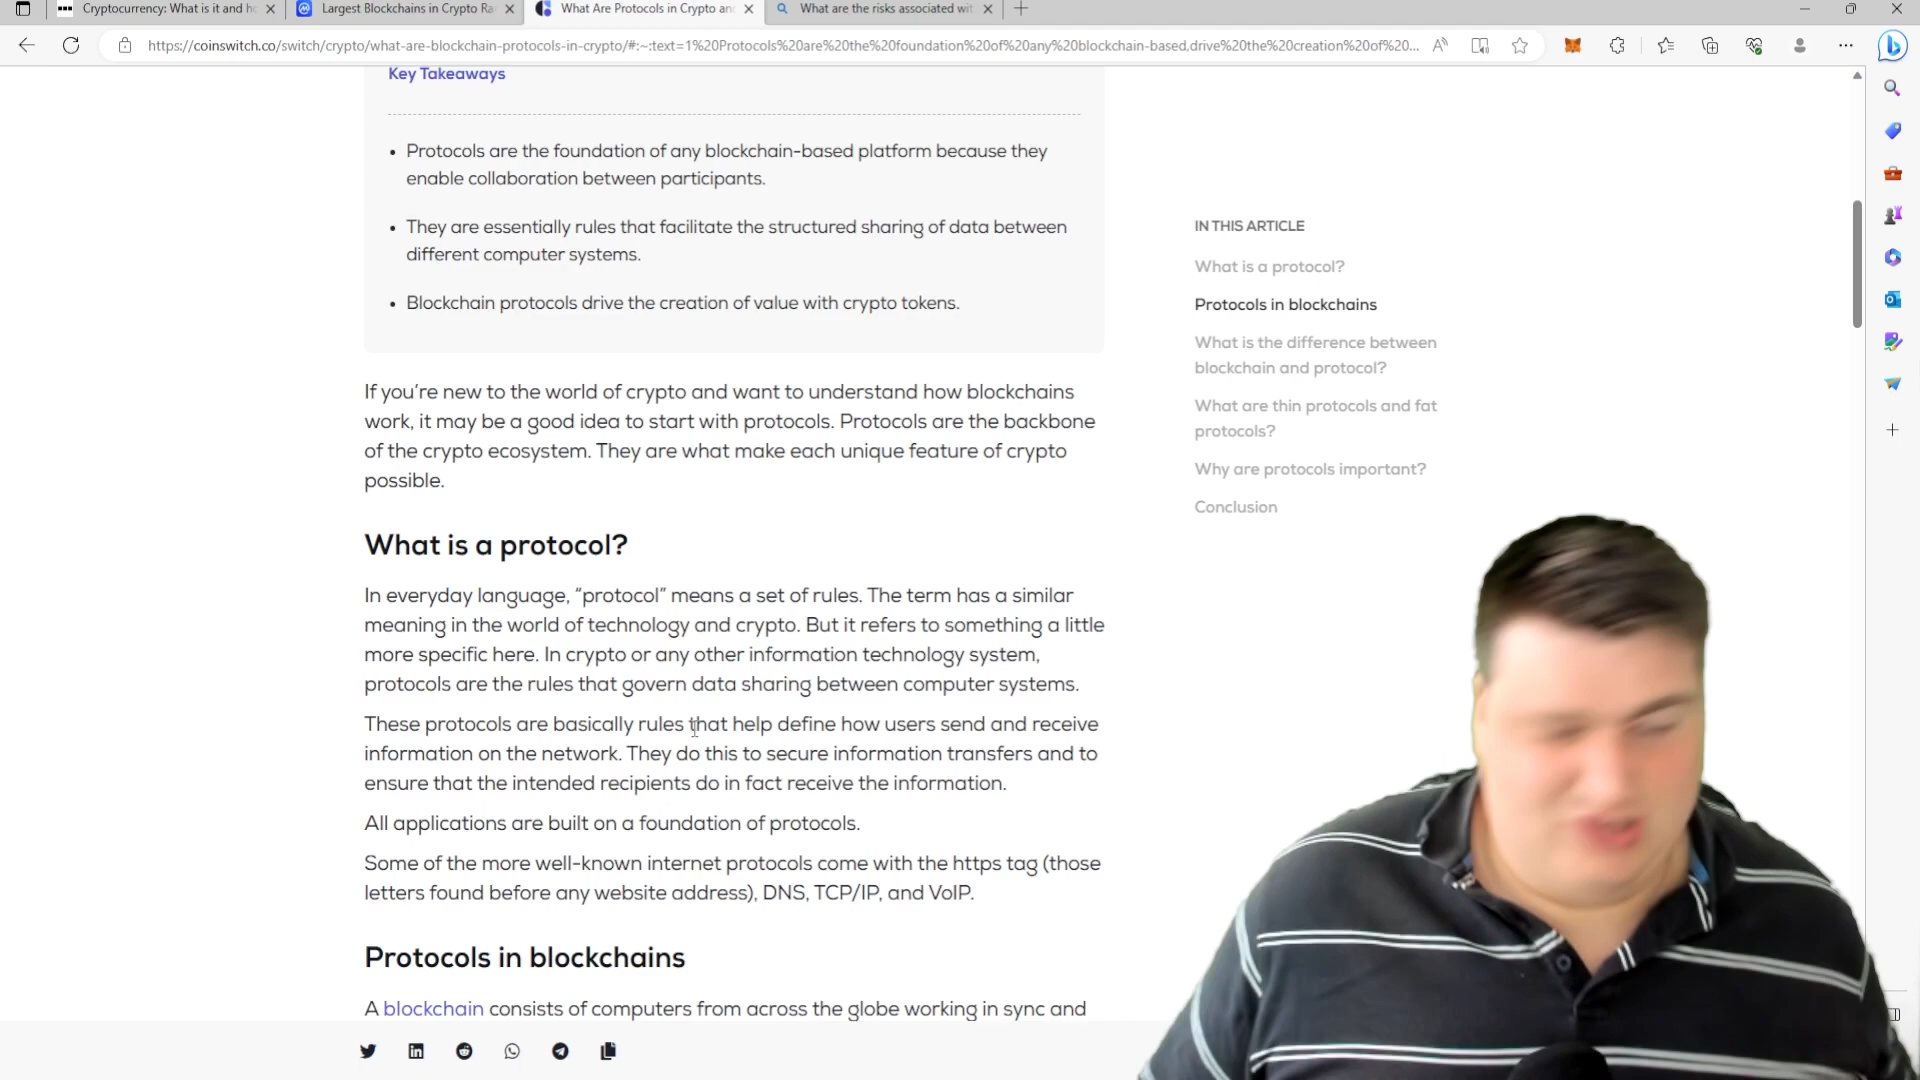 Cryptocurrency: What is it and h
Largest Blockchains in Crypto Ra
What Are Protocols in Crypto an
What are the risks associated wit
https://coinswitch.co/switch/crypto/what-are-blockchain-protocols-in-crypto/#:~:text=1%20Protocols%20are%20the%20foundation%20of%20any%20blockchain-based,drive%20the%20creation%20of%20...
Key Takeaways
• Protocols are the foundation of any blockchain-based platform because they
enable collaboration between participants.
• They are essentially rules that facilitate the structured sharing of data between
different computer systems.
• Blockchain protocols drive the creation of value with crypto tokens.
If you’re new to the world of crypto and want to understand how blockchains
work, it may be a good idea to start with protocols. Protocols are the backbone
of the crypto ecosystem. They are what make each unique feature of crypto
possible.
What is a protocol?
In everyday language, “protocol” means a set of rules. The term has a similar
meaning in the world of technology and crypto. But it refers to something a little
more specific here. In crypto or any other information technology system,
protocols are the rules that govern data sharing between computer systems.
These protocols are basically rules that help define how users send and receive
information on the network. They do this to secure information transfers and to
ensure that the intended recipients do in fact receive the information.
All applications are built on a foundation of protocols.
Some of the more well-known internet protocols come with the https tag (those
letters found before any website address), DNS, TCP/IP, and VoIP.
Protocols in blockchains
A blockchain consists of computers from across the globe working in sync and
IN THIS ARTICLE
What is a protocol?
Protocols in blockchains
What is the difference between
blockchain and protocol?
What are thin protocols and fat
protocols?
Why are protocols important?
Conclusion